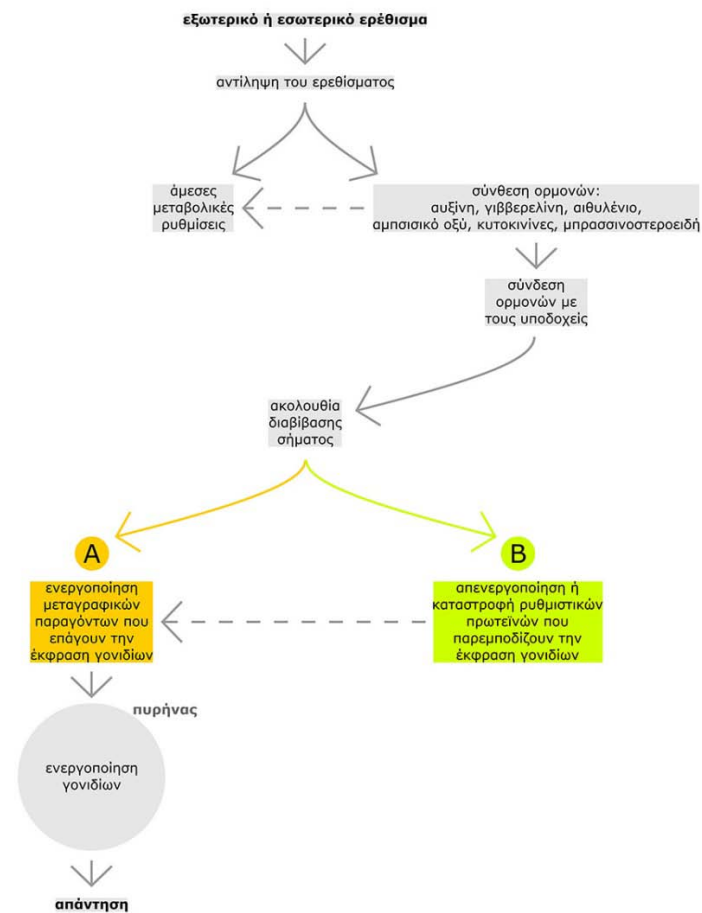 εξωτερικό ή εσωτερικό ερέθισμα
αντίληψη του ερεθίσματος
άμεσες
μεταβολικές
ρυθμίσεις
σύνθεση ορμονών:
αυξίνη, γιββερελίνη, αιθυλένιο,
αμπσισικό οξύ, κυτοκινίνες, μπρασσινοστεροειδή
σύνδεση
ορμονών με
τους υποδοχείς
ακολουθία
διαβίβασης
σήματος
A
ενεργοποίηση
μεταγραφικών
παραγόντων που
επάγουν την
έκφραση γονιδίων
B
απενεργοποίηση ή
καταστροφή ρυθμιστικών
πρωτεϊνών που
παρεμποδίζουν την
έκφραση γονιδίων
πυρήνας
ενεργοποίηση
γονιδίων
απάντηση